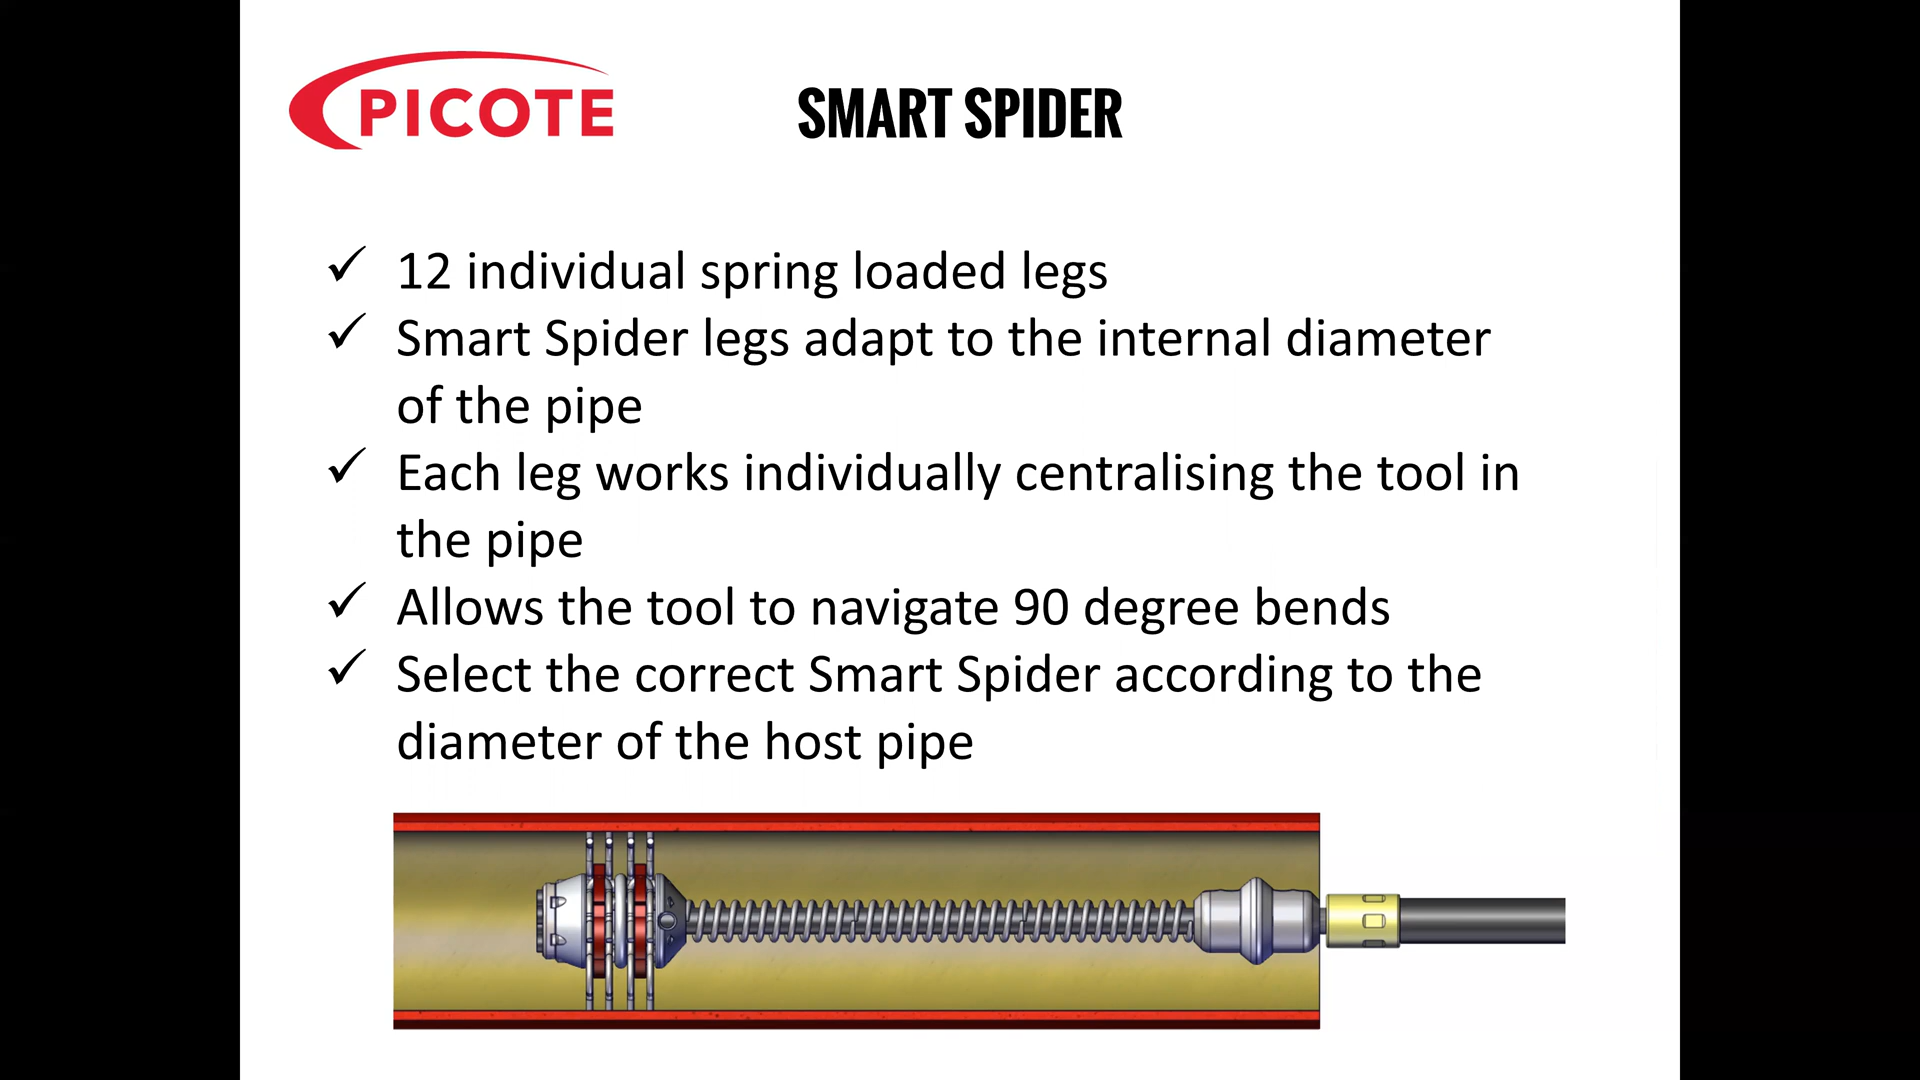 PICOTE
SMART SPIDER
✓ 12 individual spring loaded legs
✓ Smart Spider legs adapt to the internal diameter
of the pipe
✓ Each leg works individually centralising the tool in
the pipe
✓ Allows the tool to navigate 90 degree bends
✓ Select the correct Smart Spider according to the
diameter of the host pipe